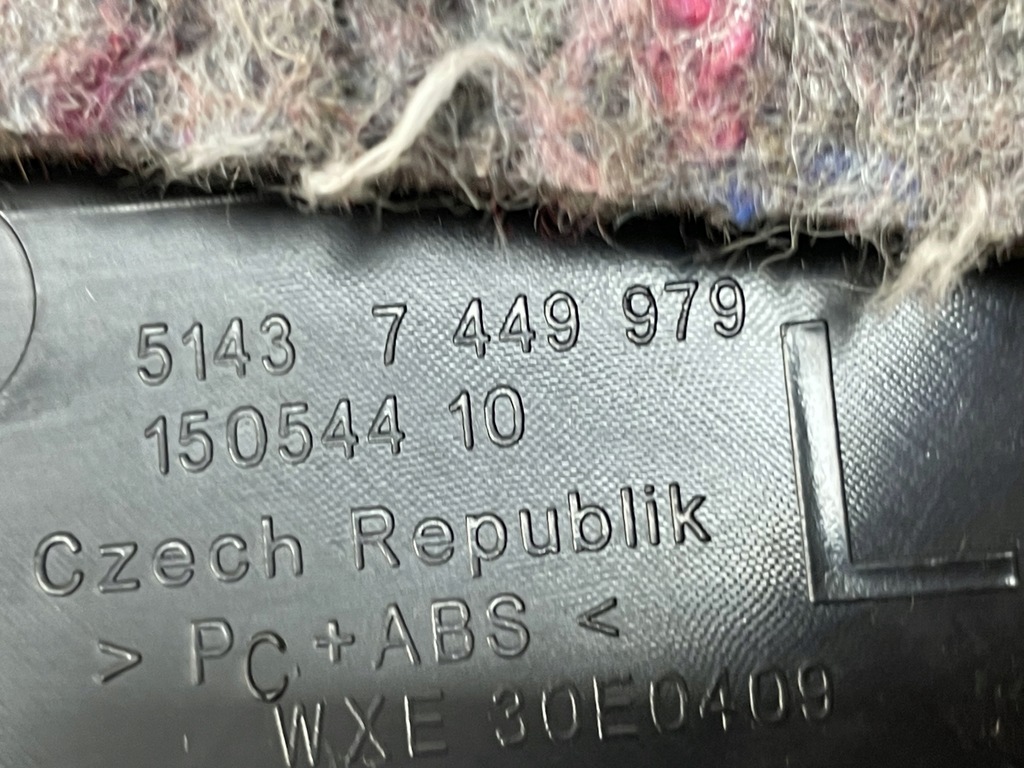 5143 7 449 979
L
150544 10
Czech Republik
> PC+ABS <
WXE 30E0409